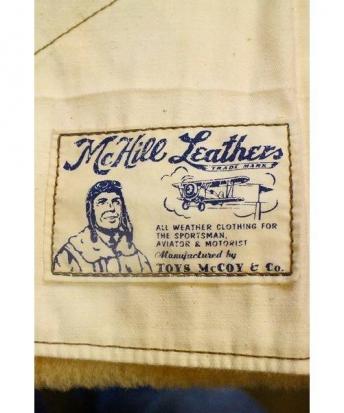 McHill Leathers
TRADE MARK
ALL WEATHER CLOTHING FOR
THE SPORTSMAN,
AVIATOR & MOTORIST
Manufactured by
TOYS McCOY & Co.